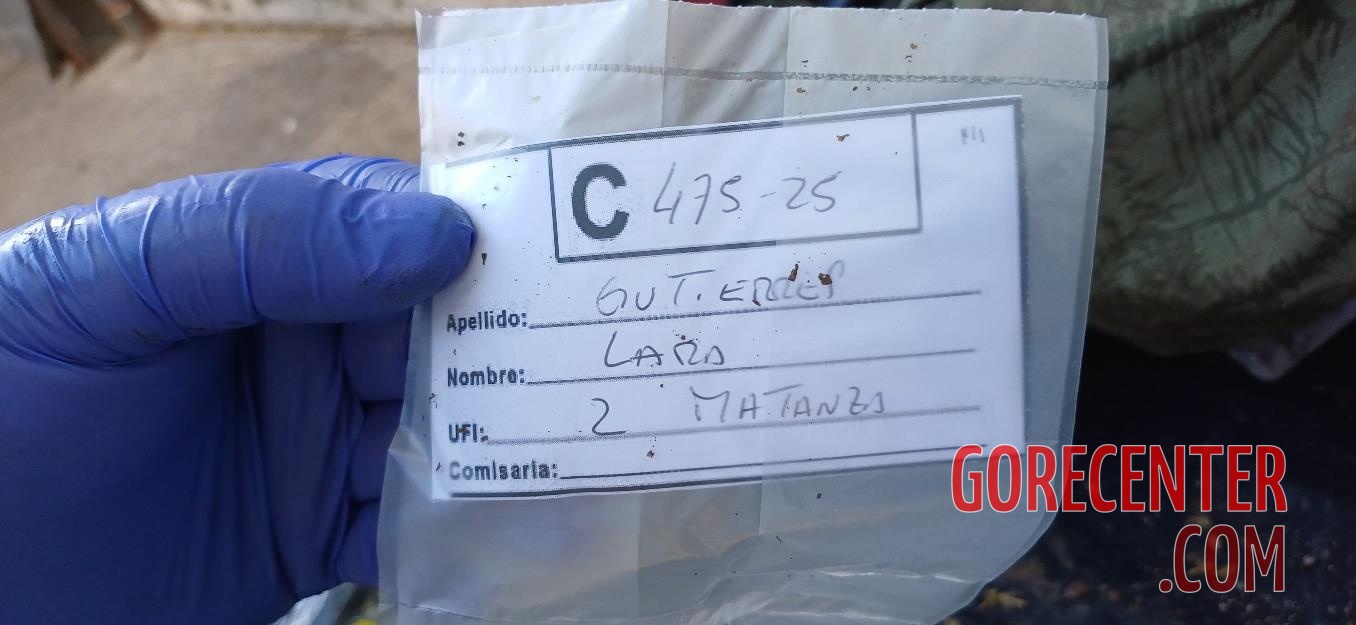 C 475-25
Apellido: GUTIERREZ
Nombre: LARA
UFI: 2 MATANZA
Comisaria:
GORECENTER
.COM